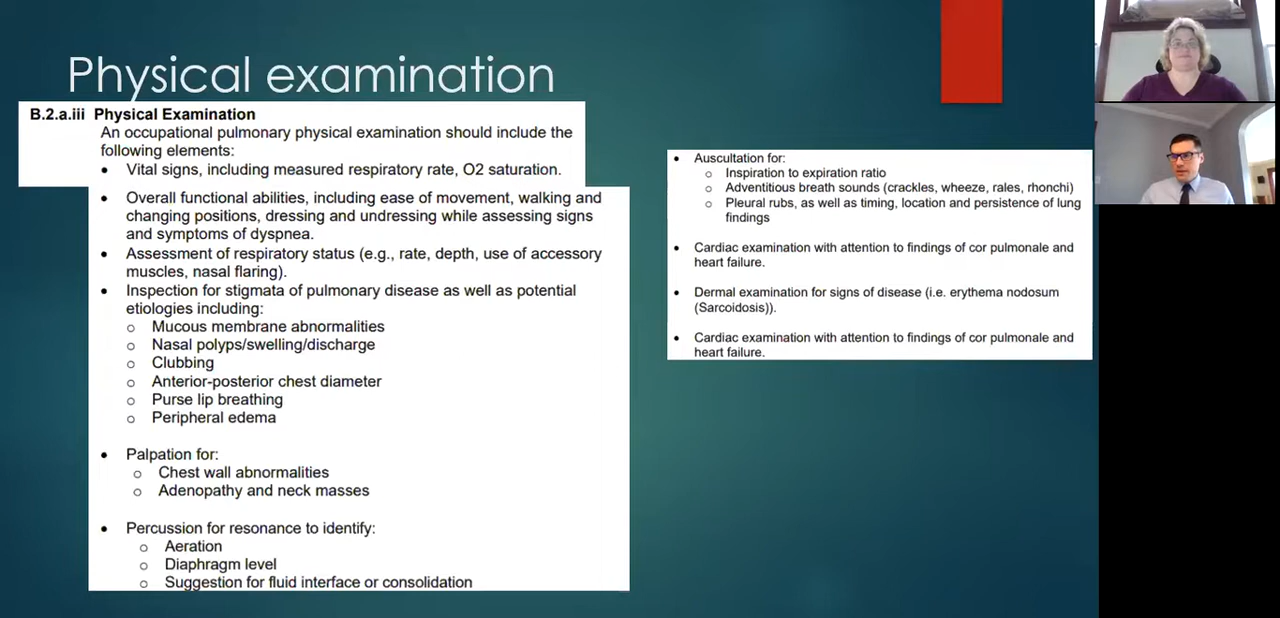 Physical examination
B.2.a.iii Physical Examination
An occupational pulmonary physical examination should include the
following elements:
• Vital signs, including measured respiratory rate, O2 saturation.
• Overall functional abilities, including ease of movement, walking and
changing positions, dressing and undressing while assessing signs
and symptoms of dyspnea.
• Assessment of respiratory status (e.g., rate, depth, use of accessory
muscles, nasal flaring).
• Inspection for stigmata of pulmonary disease as well as potential
etiologies including:
o Mucous membrane abnormalities
o Nasal polyps/swelling/discharge
o Clubbing
o Anterior-posterior chest diameter
o Purse lip breathing
o Peripheral edema
• Palpation for:
o Chest wall abnormalities
o Adenopathy and neck masses
• Percussion for resonance to identify:
o Aeration
o Diaphragm level
o Suggestion for fluid interface or consolidation
• Auscultation for:
o Inspiration to expiration ratio
o Adventitious breath sounds (crackles, wheeze, rales, rhonchi)
o Pleural rubs, as well as timing, location and persistence of lung
findings
• Cardiac examination with attention to findings of cor pulmonale and
heart failure.
• Dermal examination for signs of disease (i.e. erythema nodosum
(Sarcoidosis)).
• Cardiac examination with attention to findings of cor pulmonale and
heart failure.